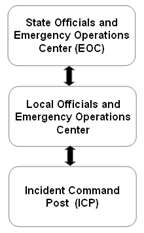 State Officials and
Emergency Operations
Center (EOC)
Local Officials and
Emergency Operations
Center
Incident Command
Post (ICP)